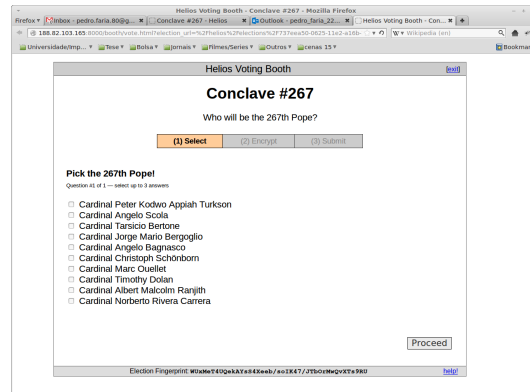 Helios Voting Booth - Conclave #267 - Mozilla Firefox
Firefox
Inbox - pedro.faria.80@g...
Conclave #267 - Helios
Outlook - pedro_faria_22...
Helios Voting Booth - Con...
188.82.103.165:8000/booth/vote.html?election_url=%2Fhelios%2Felections%2F737eea50-0625-11e2-a16b-
Wikipedia (en)
Universidade/Imp... Tese Bolsa Jornais Filmes/Series Outros cenas 15 Bookmar
Helios Voting Booth [exit]
Conclave #267
Who will be the 267th Pope?
(1) Select (2) Encrypt (3) Submit
Pick the 267th Pope!
Question #1 of 1 — select up to 3 answers
Cardinal Peter Kodwo Appiah Turkson
Cardinal Angelo Scola
Cardinal Tarsicio Bertone
Cardinal Jorge Mario Bergoglio
Cardinal Angelo Bagnasco
Cardinal Christoph Schönborn
Cardinal Marc Ouellet
Cardinal Timothy Dolan
Cardinal Albert Malcolm Ranjith
Cardinal Norberto Rivera Carrera
Proceed
Election Fingerprint: help!